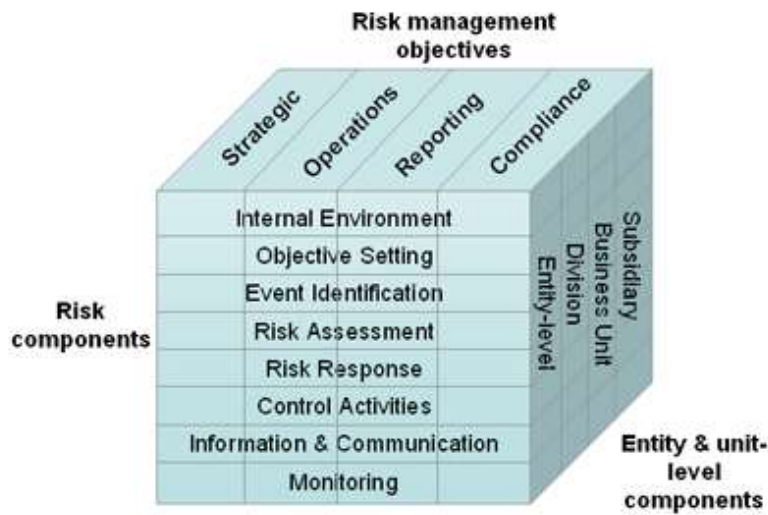 Risk management
objectives
Strategic
Operations
Reporting
Compliance
Internal Environment
Objective Setting
Event Identification
Risk Assessment
Risk Response
Control Activities
Information & Communication
Monitoring
Risk
components
Entity-level
Division
Business Unit
Subsidiary
Entity & unit-
level
components